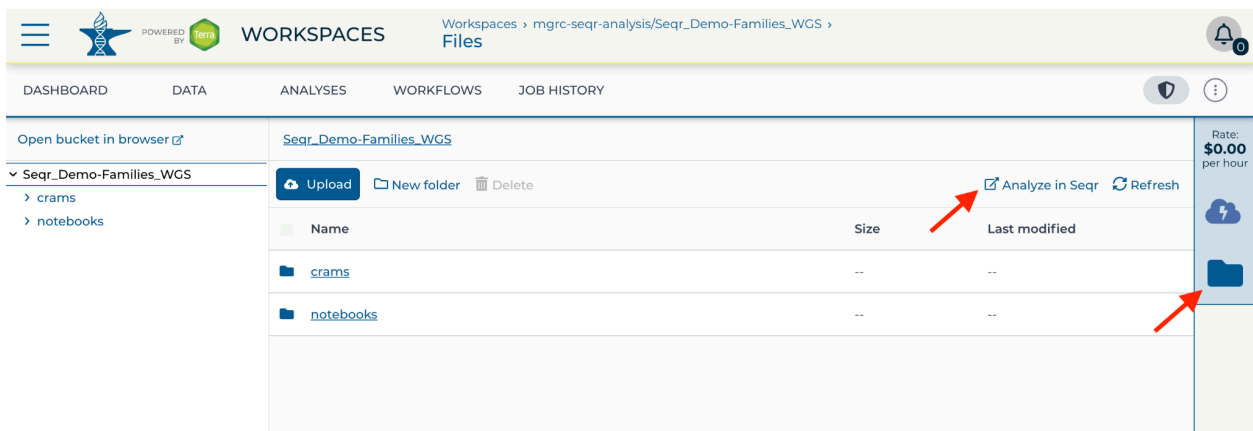 POWERED
BY
Terra
WORKSPACES
Workspaces › mgrc-seqr-analysis/Seqr_Demo-Families_WGS ›
Files
0
DASHBOARD DATA ANALYSES WORKFLOWS JOB HISTORY
Open bucket in browser
Seqr_Demo-Families_WGS
Rate:
$0.00
per hour
Seqr_Demo-Families_WGS
crams
notebooks
Upload New folder Delete Analyze in Seqr Refresh
Name Size Last modified
crams -- --
notebooks -- --